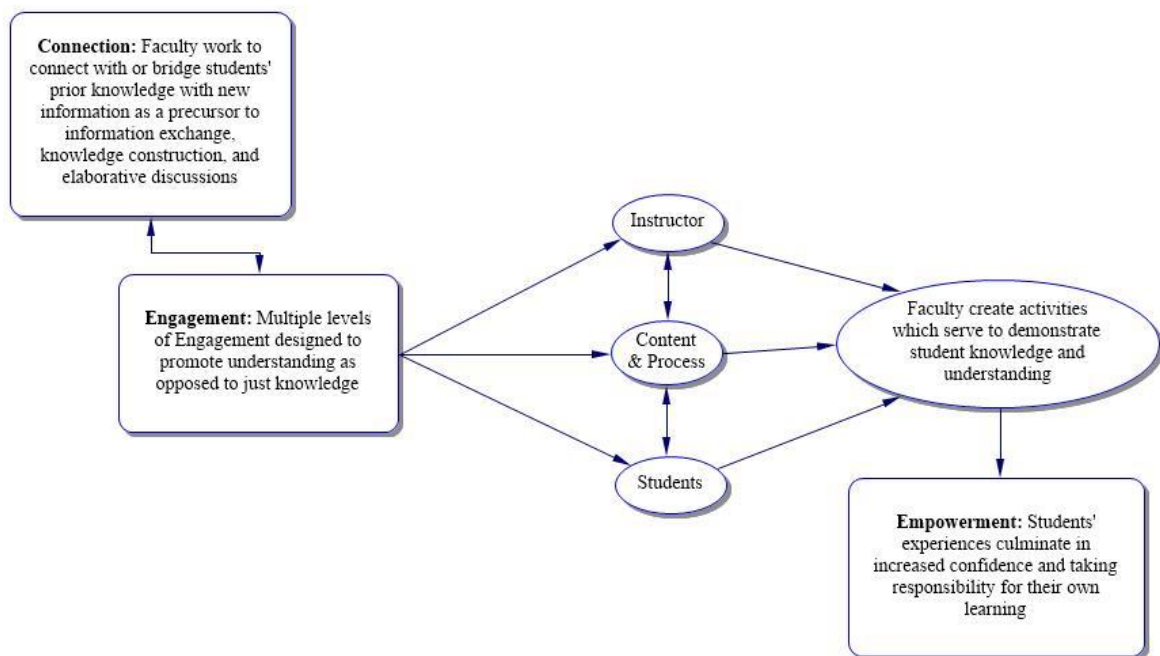 Connection: Faculty work to
connect with or bridge students'
prior knowledge with new
information as a precursor to
information exchange,
knowledge construction, and
elaborative discussions
Engagement: Multiple levels
of Engagement designed to
promote understanding as
opposed to just knowledge
Instructor
Content
& Process
Students
Faculty create activities
which serve to demonstrate
student knowledge and
understanding
Empowerment: Students'
experiences culminate in
increased confidence and taking
responsibility for their own
learning